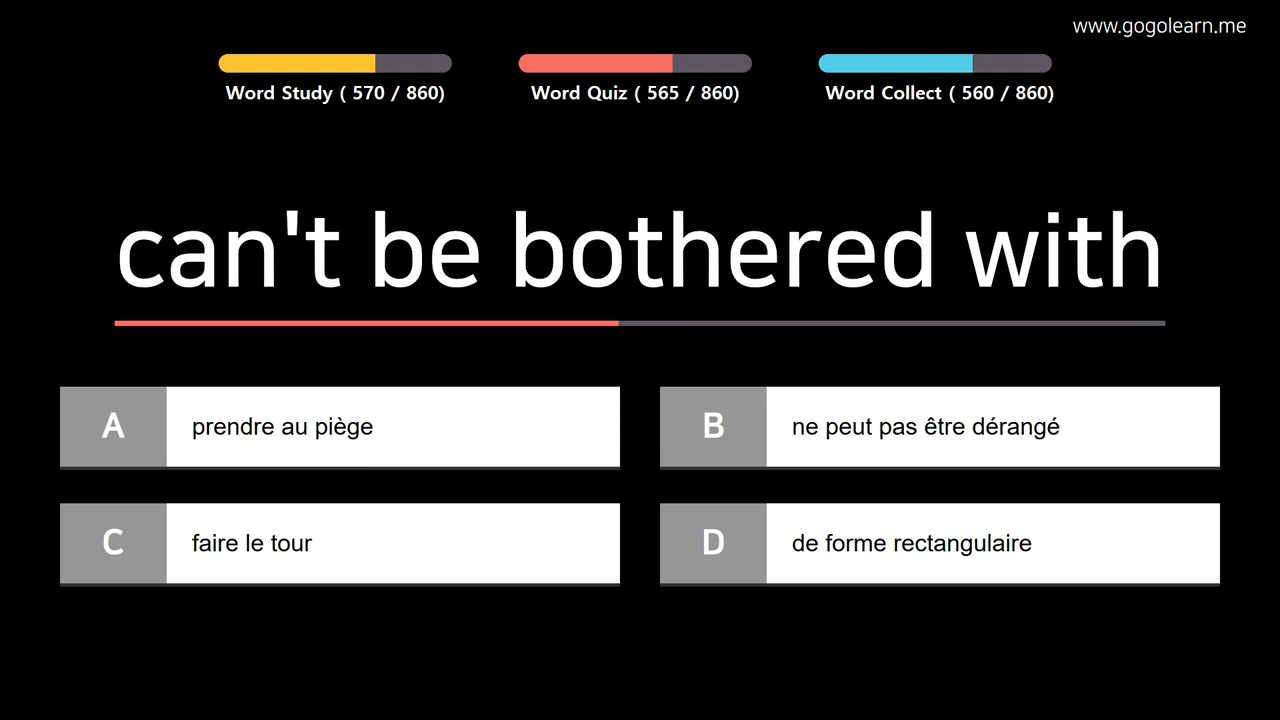 www.gogolearn.me
Word Study ( 570 / 860)
Word Quiz ( 565 / 860)
Word Collect ( 560 / 860)
can't be bothered with
A
prendre au piège
B
ne peut pas être dérangé
C
faire le tour
D
de forme rectangulaire